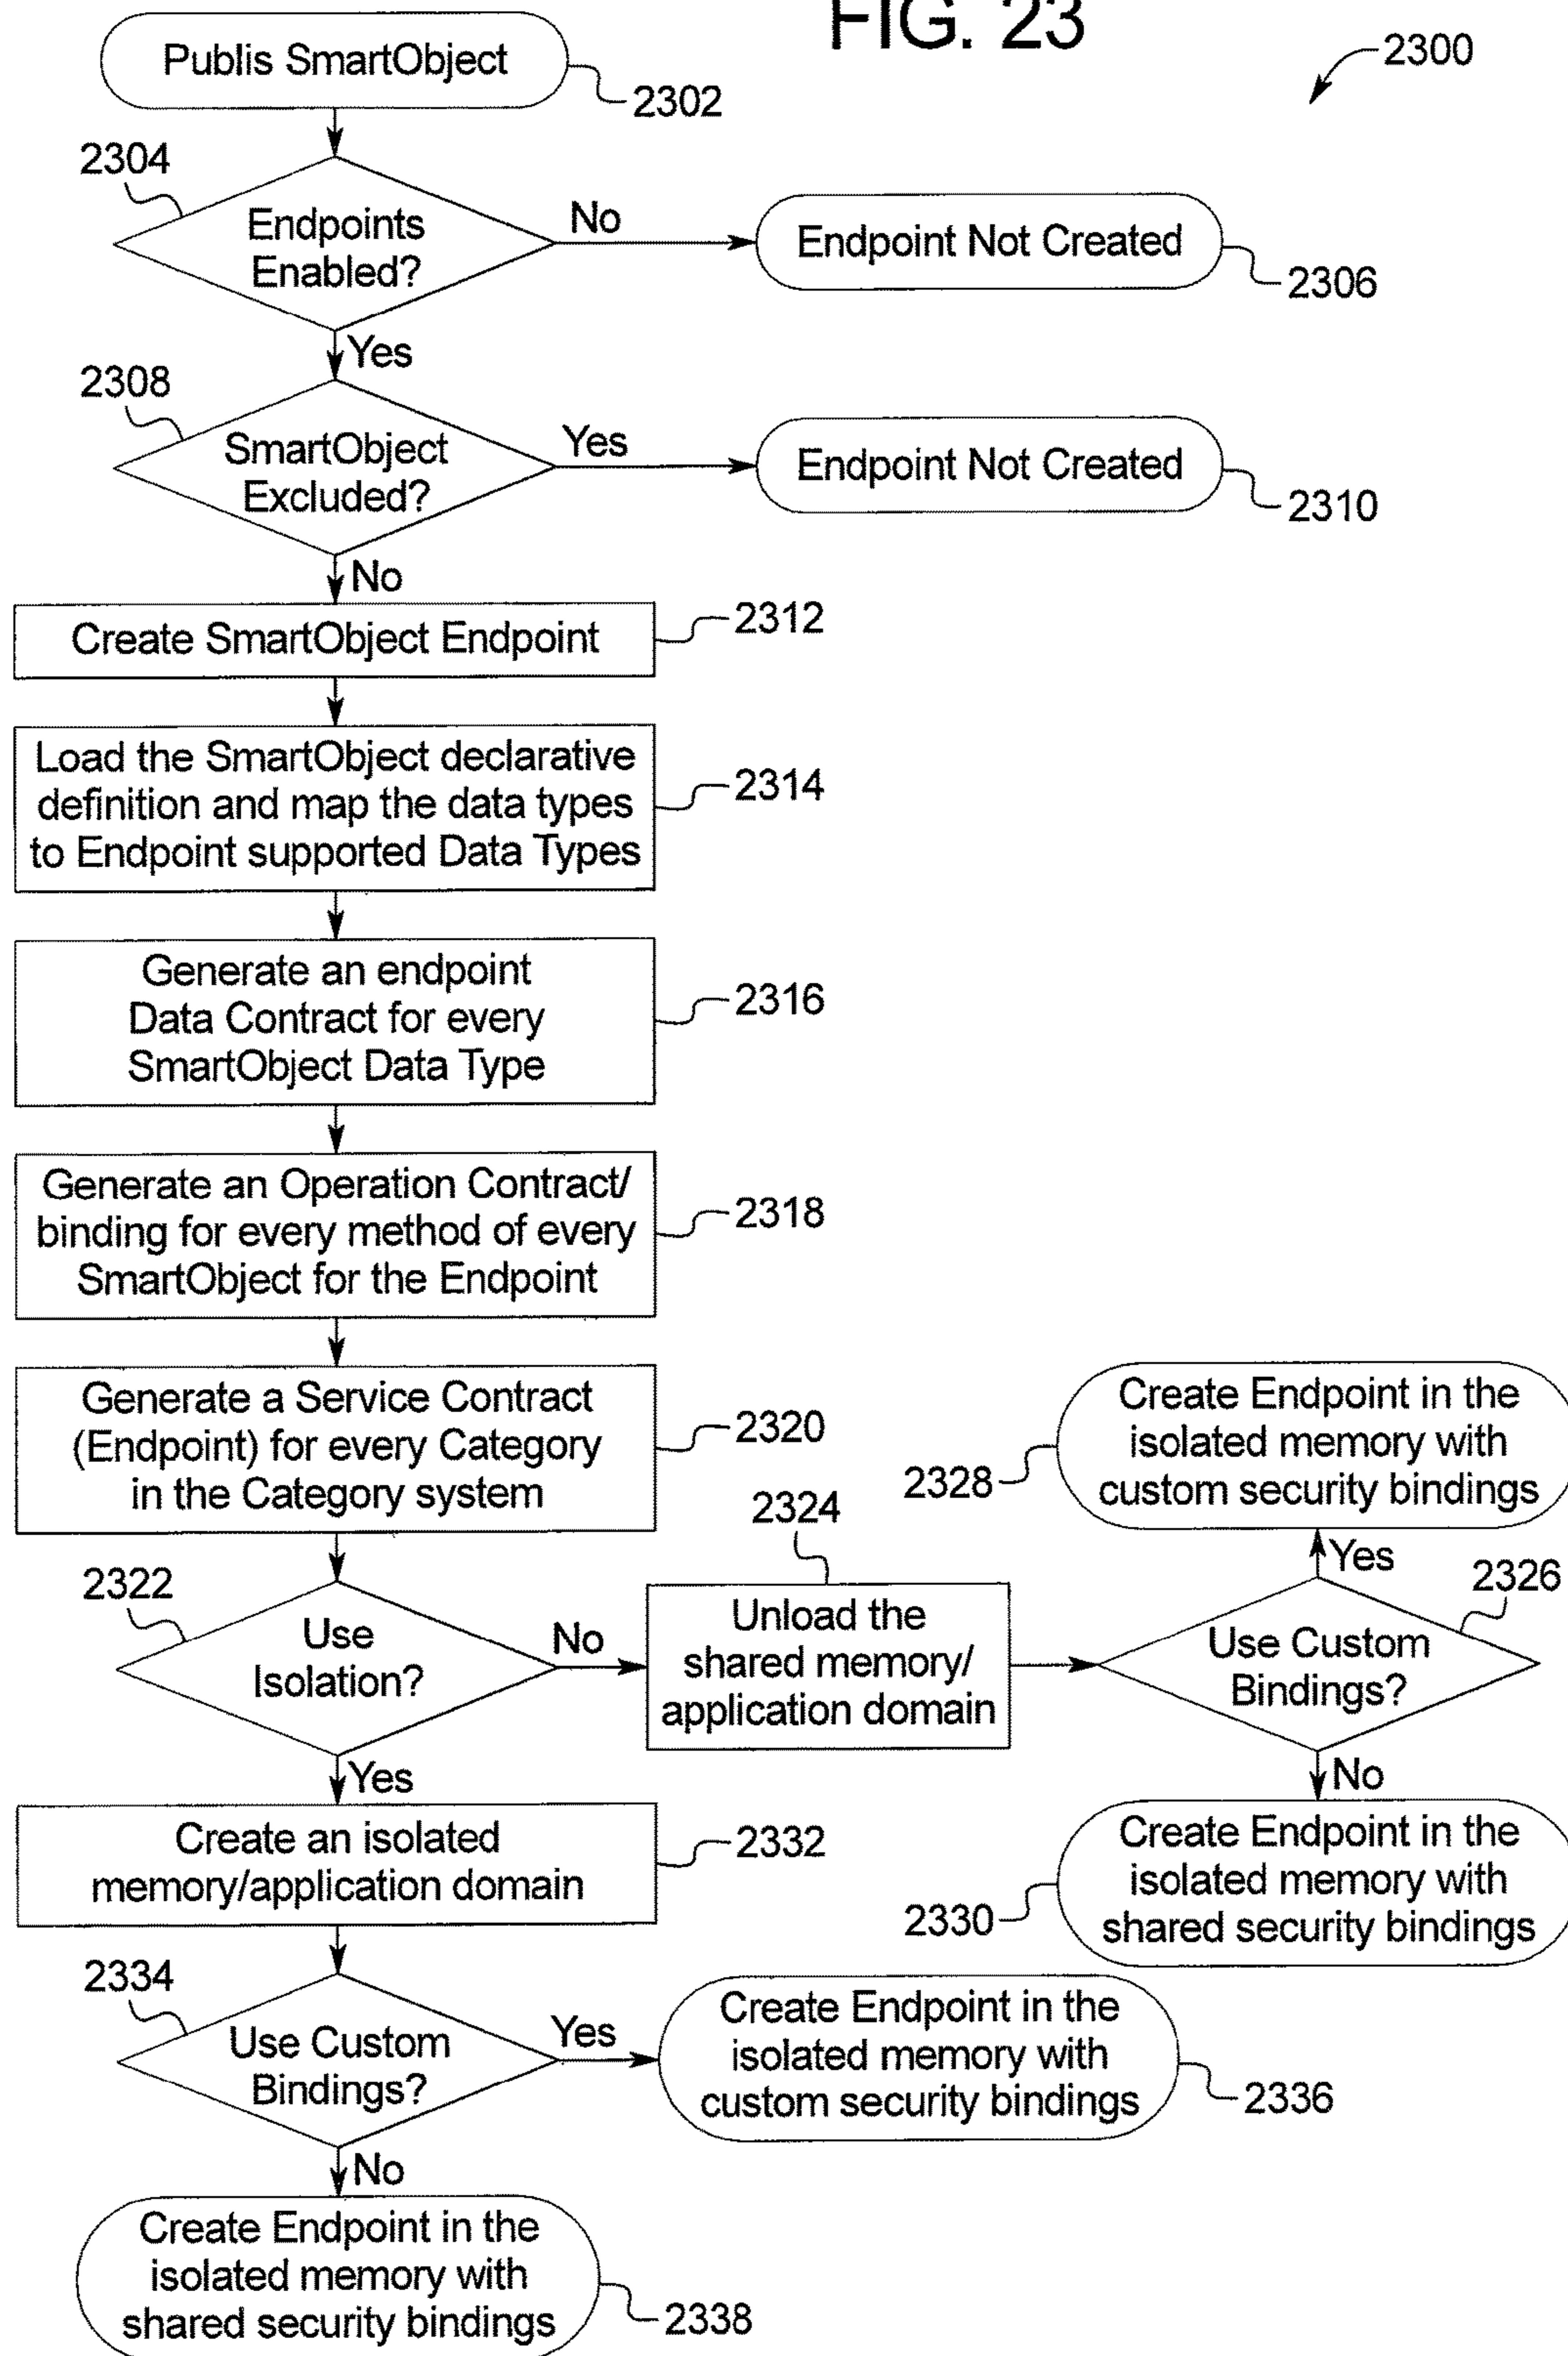 FIG. 23
2300
Publis SmartObject
2302
2304
Endpoints
Enabled?
No
Endpoint Not Created
2306
Yes
2308
SmartObject
Excluded?
Yes
Endpoint Not Created
2310
No
Create SmartObject Endpoint
2312
Load the SmartObject declarative
definition and map the data types
to Endpoint supported Data Types
2314
Generate an endpoint
Data Contract for every
SmartObject Data Type
2316
Generate an Operation Contract/
binding for every method of every
SmartObject for the Endpoint
2318
Generate a Service Contract
(Endpoint) for every Category
in the Category system
2320
2322
Use
Isolation?
No
2324
Unload the
shared memory/
application domain
2326
Use Custom
Bindings?
Yes
2328
Create Endpoint in the
isolated memory with
custom security bindings
No
2330
Create Endpoint in the
isolated memory with
shared security bindings
Yes
Create an isolated
memory/application domain
2332
2334
Use Custom
Bindings?
Yes
Create Endpoint in the
isolated memory with
custom security bindings
2336
No
Create Endpoint in the
isolated memory with
shared security bindings
2338